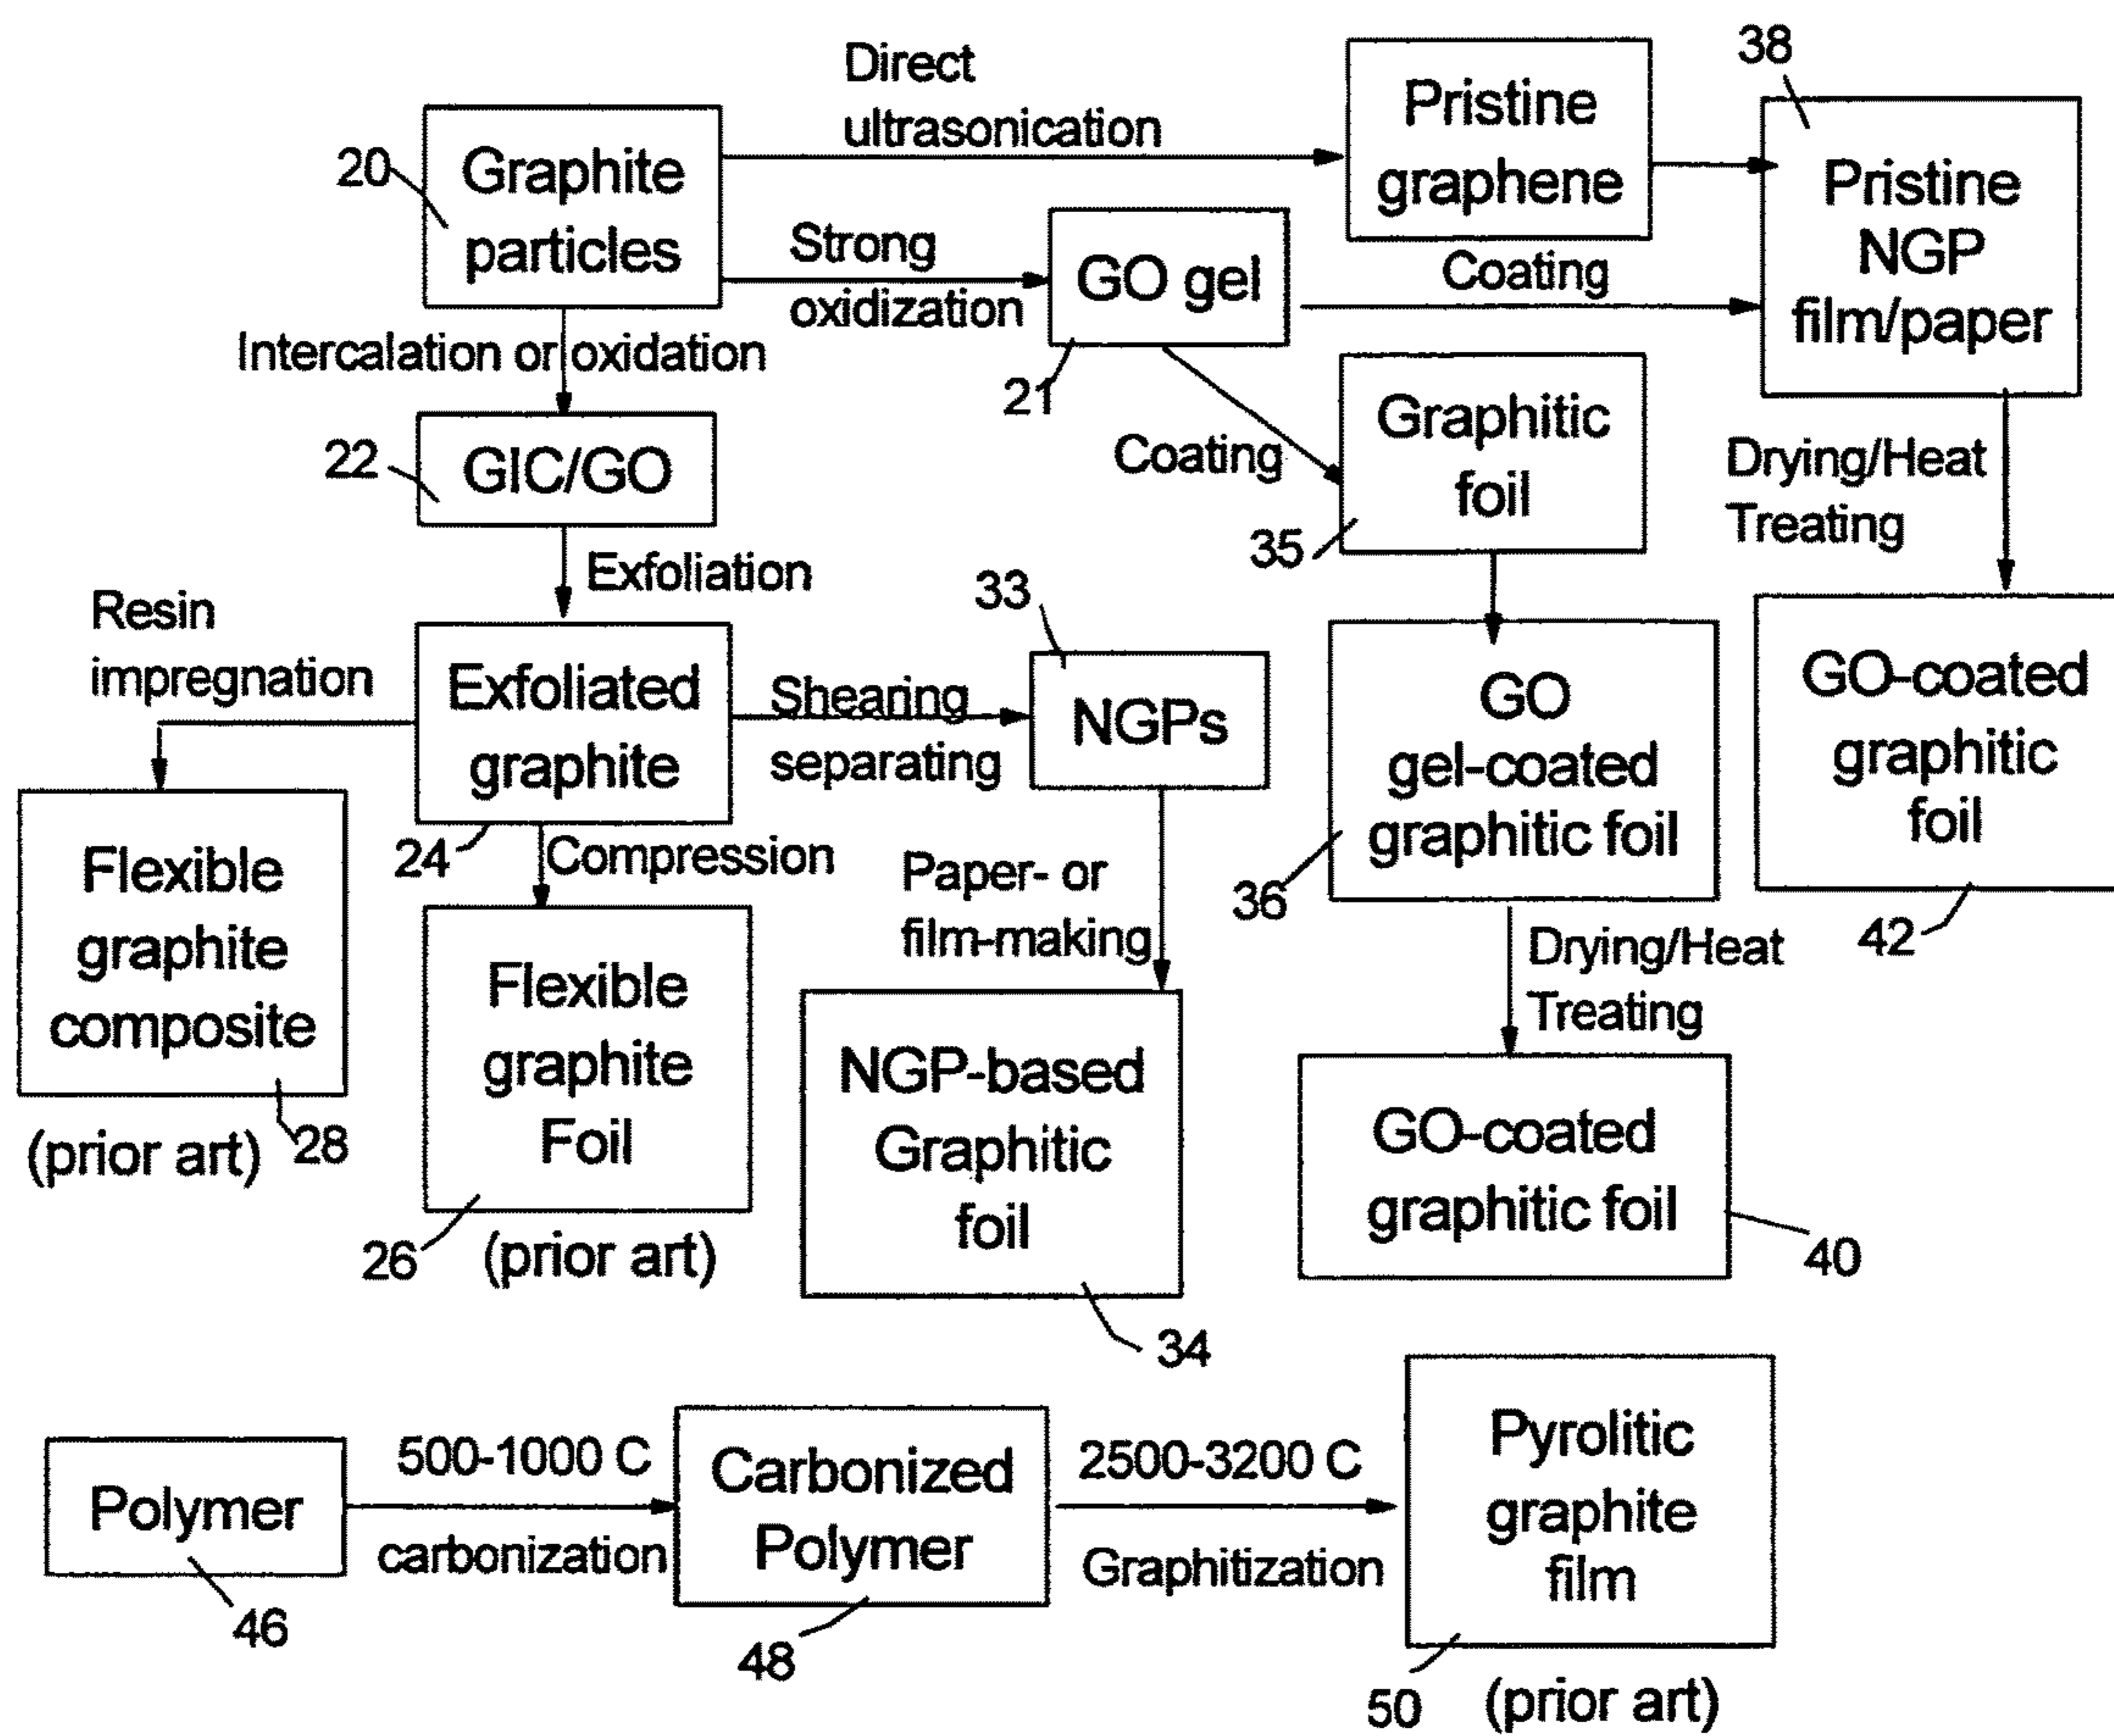 Direct
ultrasonication
Pristine
graphene
38
Pristine
NGP
film/paper
20
Graphite
particles
Strong
oxidization
GO gel
Coating
21
Intercalation or oxidation
22
GIC/GO
Coating
Graphitic
foil
35
Drying/Heat
Treating
Exfoliation
Resin
impregnation
Exfoliated
graphite
24
Shearing
separating
33
NGPs
GO
gel-coated
graphitic foil
36
GO-coated
graphitic
foil
42
Flexible
graphite
composite
(prior art)
28
Compression
Flexible
graphite
Foil
26
(prior art)
Paper- or
film-making
NGP-based
Graphitic
foil
34
Drying/Heat
Treating
GO-coated
graphitic foil
40
Polymer
46
500-1000 C
carbonization
Carbonized
Polymer
48
2500-3200 C
Graphitization
Pyrolitic
graphite
film
50
(prior art)